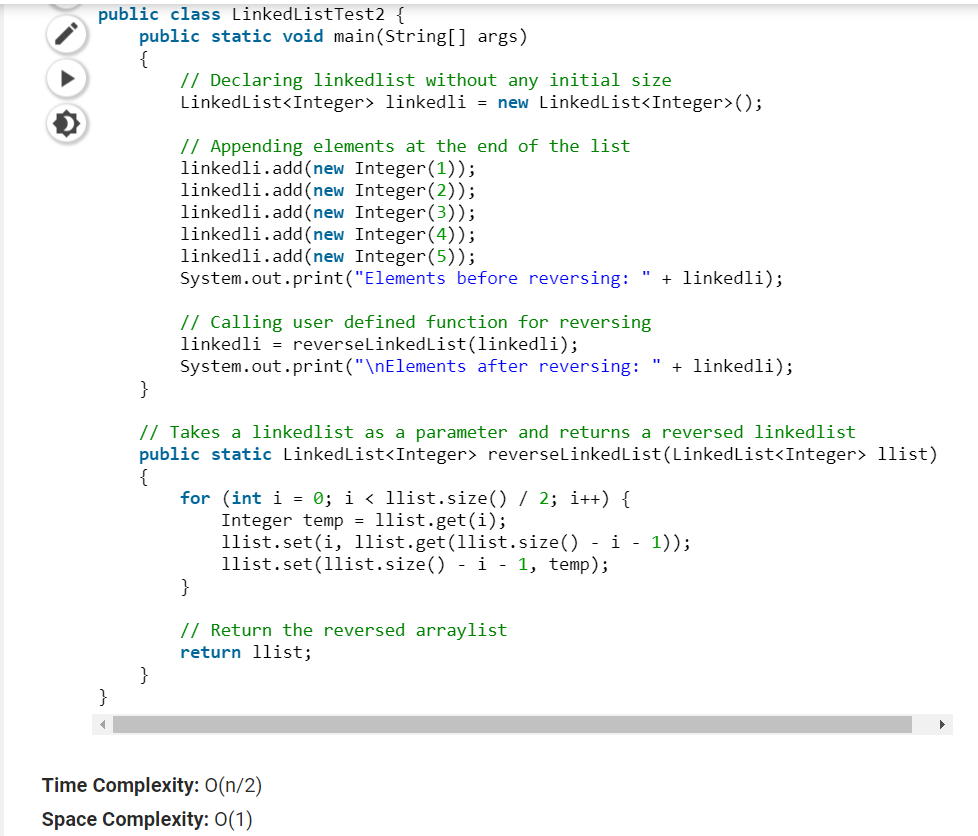 public class LinkedListTest2 {
public static void main(String[] args)
{
// Declaring linkedlist without any initial size
LinkedList<Integer> linkedli = new LinkedList<Integer>();
// Appending elements at the end of the list
linkedli.add(new Integer(1));
linkedli.add(new Integer(2));
linkedli.add(new Integer(3));
linkedli.add(new Integer(4));
linkedli.add(new Integer(5));
System.out.print("Elements before reversing: " + linkedli);
// Calling user defined function for reversing
linkedli = reverseLinkedList(linkedli);
System.out.print("\nElements after reversing: " + linkedli);
}
// Takes a linkedlist as a parameter and returns a reversed linkedlist
public static LinkedList<Integer> reverseLinkedList(LinkedList<Integer> llist)
{
for (int i = 0; i < llist.size() / 2; i++) {
Integer temp = llist.get(i);
llist.set(i, llist.get(llist.size() - i - 1));
llist.set(llist.size() - i - 1, temp);
}
// Return the reversed arraylist
return llist;
}
}
Time Complexity: O(n/2)
Space Complexity: O(1)